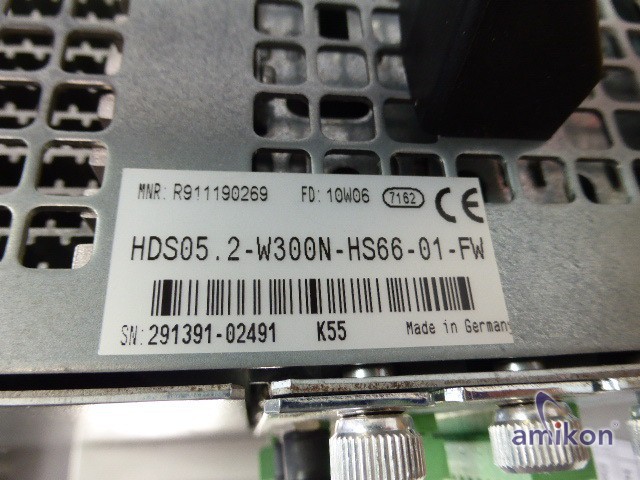 MNR: R911190269 FD: 10W06 7162 CE
HDS05.2-W300N-HS66-01-FW
SN: 291391-02491 K55 Made in German
amikon